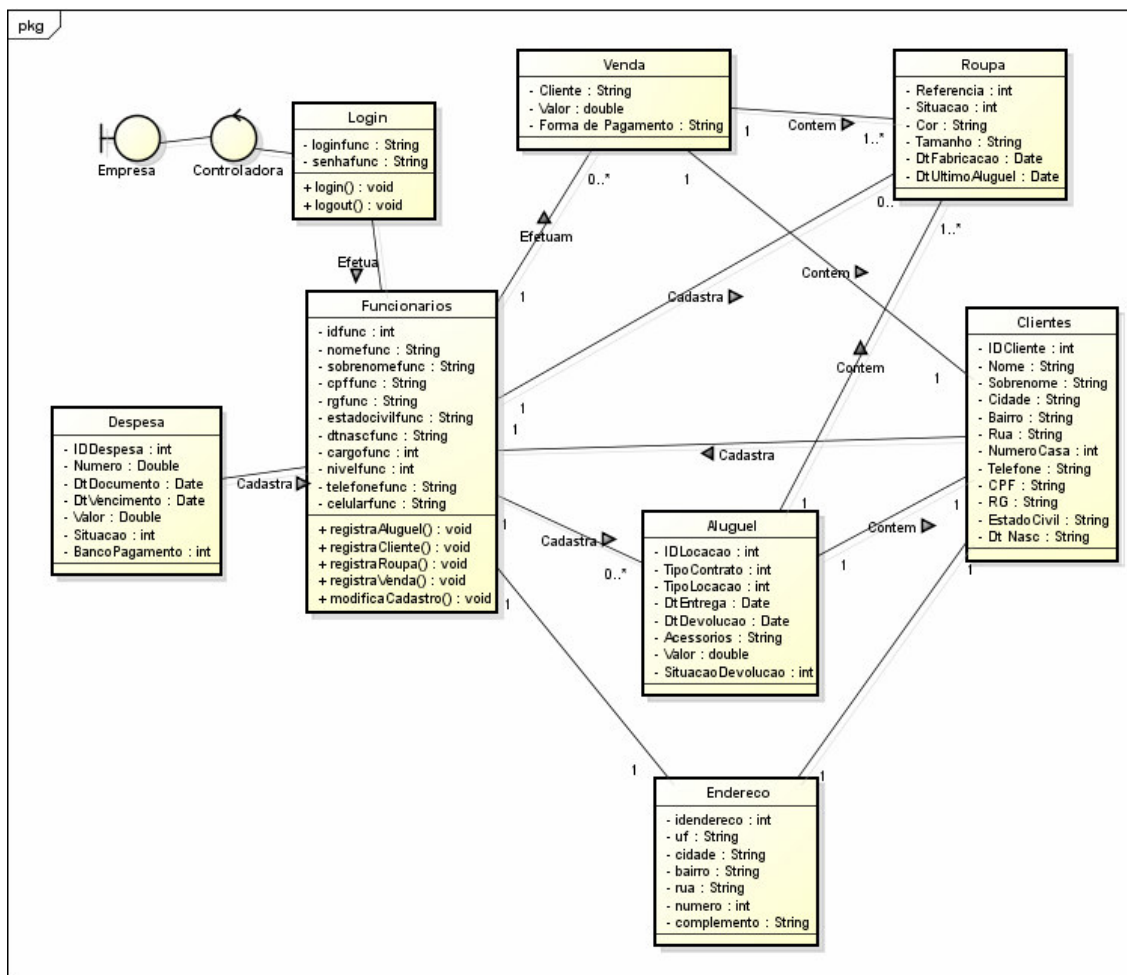 pkg
Empresa
Controladora
Login
- loginfunc : String
- senhafunc : String
+ login() : void
+ logout() : void
Venda
- Cliente : String
- Valor : double
- Forma de Pagamento : String
Roupa
- Referencia : int
- Situacao : int
- Cor : String
- Tamanho : String
- DtFabricacao : Date
- DtUltimoAluguel : Date
1
Contem
1..*
0..*
1
0..
1..*
Efetuam
Efetua
1
Contem
Cadastra
Contem
1
Funcionarios
- idfunc : int
- nomefunc : String
- sobrenomefunc : String
- cpffunc : String
- rgfunc : String
- estadocivilfunc : String
- dtnascfunc : String
- cargofunc : int
- nivelfunc : int
- telefonefunc : String
- celularfunc : String
+ registraAluguel() : void
+ registraCliente() : void
+ registraRoupa() : void
+ registraVenda() : void
+ modificaCadastro() : void
Clientes
- IDCliente : int
- Nome : String
- Sobrenome : String
- Cidade : String
- Bairro : String
- Rua : String
- NumeroCasa : int
- Telefone : String
- CPF : String
- RG : String
- EstadoCivil : String
- Dt Nasc : String
1
1
Cadastra
Despesa
- IDDespesa : int
- Numero : Double
- DtDocumento : Date
- DtVencimento : Date
- Valor : Double
- Situacao : int
- BancoPagamento : int
Cadastra
1
Cadastra
0..*
1
1
Contem
1
1
1
Aluguel
- IDLocacao : int
- TipoContrato : int
- TipoLocacao : int
- DtEntrega : Date
- DtDevolucao : Date
- Acessorios : String
- Valor : double
- SituacaoDevolucao : int
1
1
Endereco
- idendereco : int
- uf : String
- cidade : String
- bairro : String
- rua : String
- numero : int
- complemento : String